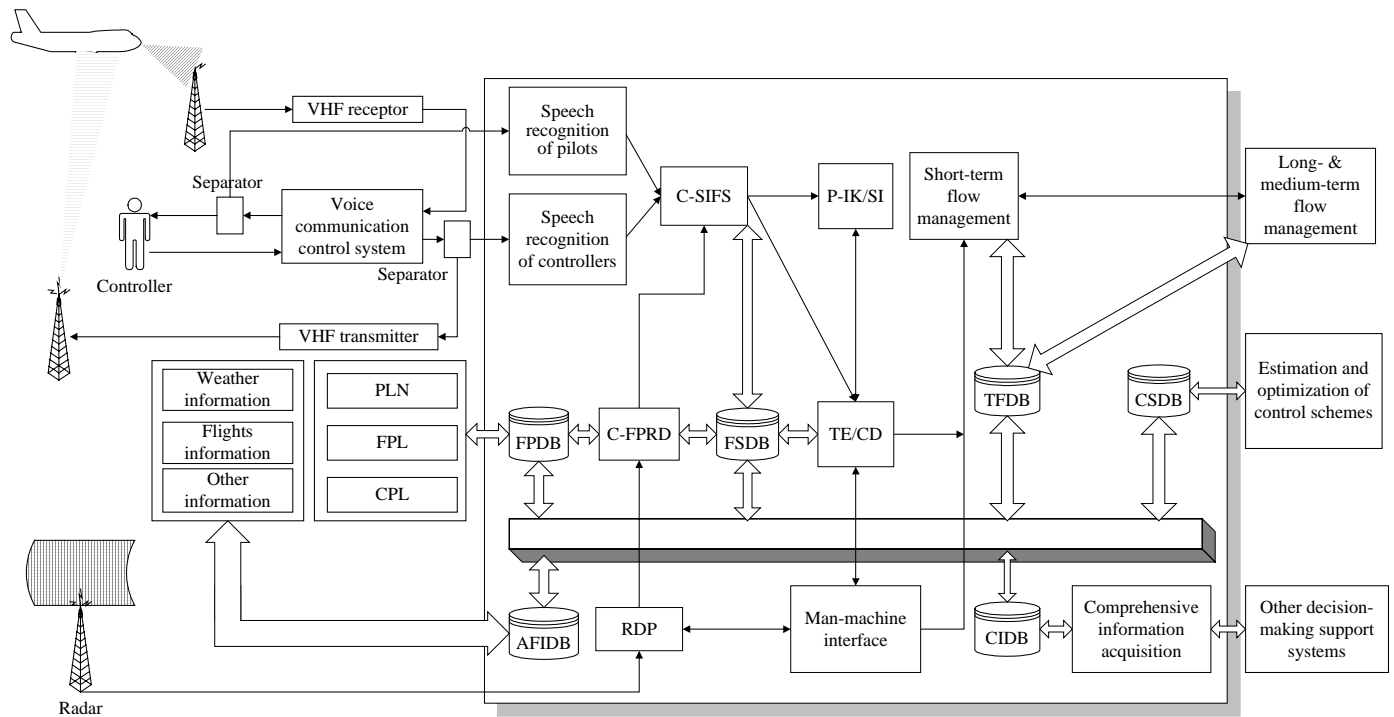 VHF receptor
Speech
recognition
of pilots
Separator
Voice
communication
control system
Speech
recognition
of controllers
Separator
Controller
VHF transmitter
C-SIFS
P-IK/SI
Short-term
flow
management
Long- &
medium-term
flow
management
Weather
information
Flights
information
Other
information
PLN
FPL
CPL
FPDB
C-FPRD
FSDB
TE/CD
TFDB
CSDB
Estimation and
optimization of
control schemes
AFIDB
RDP
Man-machine
interface
CIDB
Comprehensive
information
acquisition
Other decision-
making support
systems
Radar